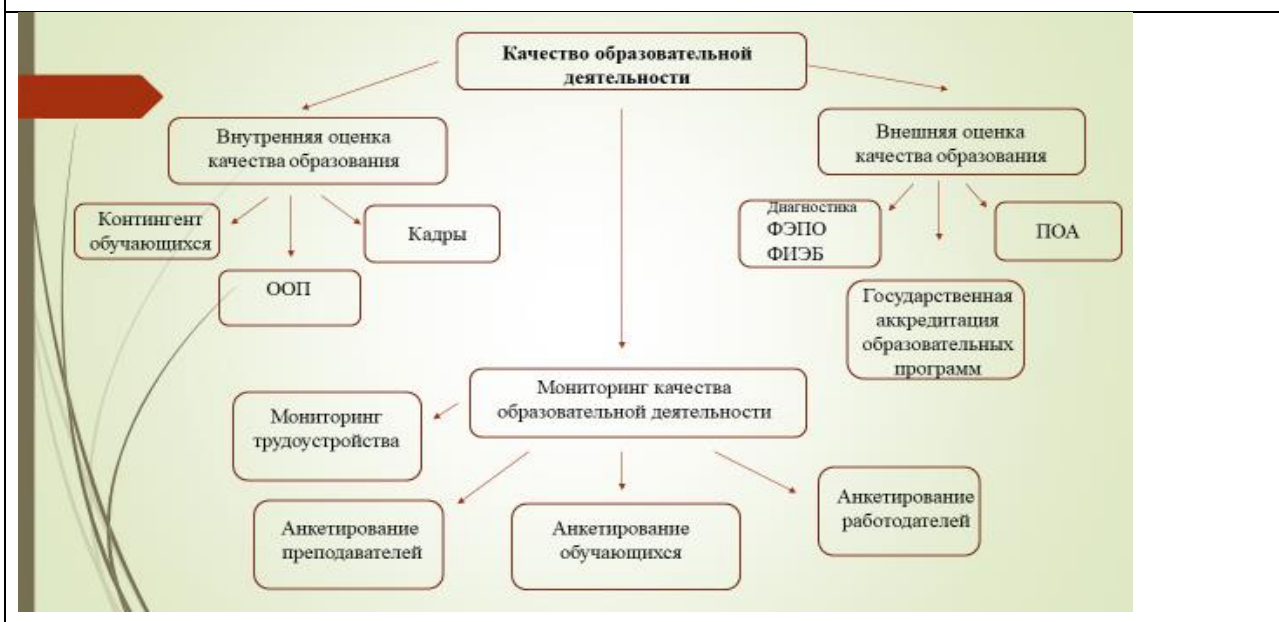 Качество образовательной
деятельности
Внутренняя оценка
качества образования
Внешняя оценка
качества образования
Контингент
обучающихся
Кадры
ООП
Диагностика
ФЭПО
ФИЭБ
ПОА
Государственная
аккредитация
образовательных
программ
Мониторинг качества
образовательной деятельности
Мониторинг
трудоустройства
Анкетирование
преподавателей
Анкетирование
обучающихся
Анкетирование
работодателей